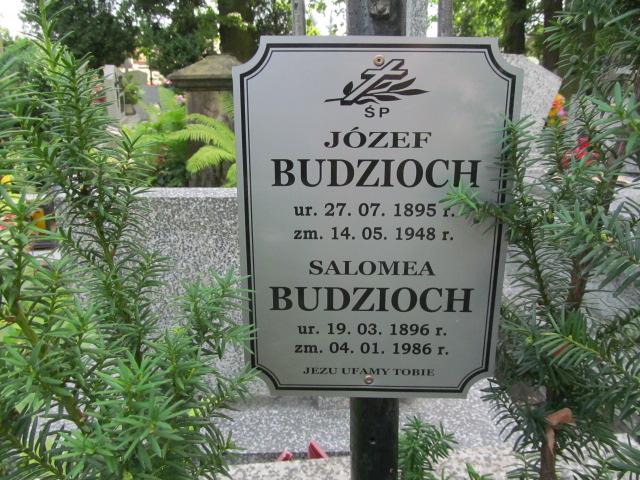 ŚP
JÓZEF
BUDZIOCH
ur. 27. 07. 1895 r.
zm. 14. 05. 1948 r.
SALOMEA
BUDZIOCH
ur. 19. 03. 1896 r.
zm. 04. 01. 1986 r.
JEZU UFAMY TOBIE